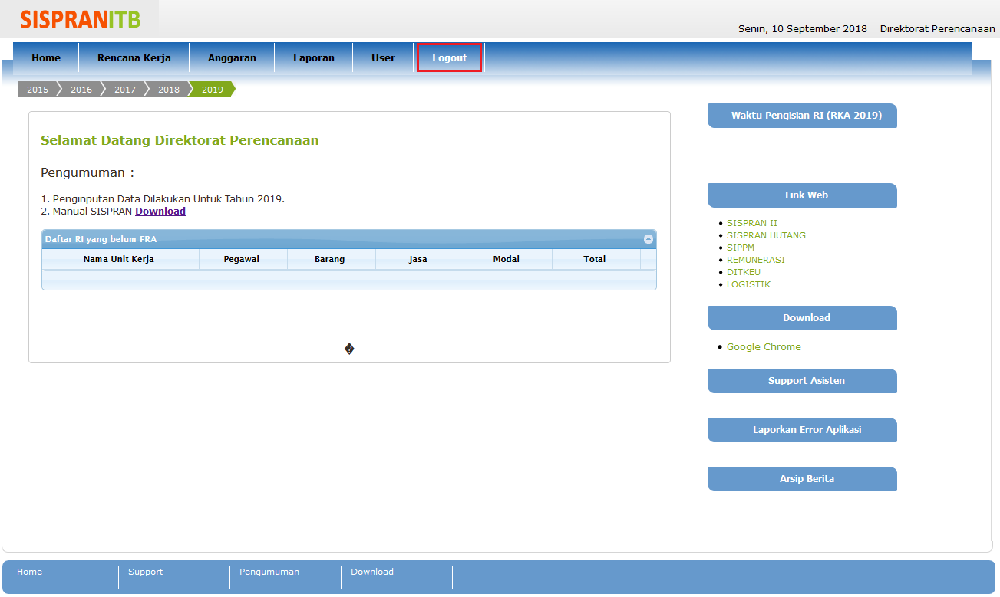 SISPRANITB
Senin, 10 September 2018 Direktorat Perencanaan
Home Rencana Kerja Anggaran Laporan User Logout
2015 2016 2017 2018 2019
Selamat Datang Direktorat Perencanaan
Pengumuman :
1. Penginputan Data Dilakukan Untuk Tahun 2019.
2. Manual SISPRAN Download
Daftar RI yang belum FRA
Nama Unit Kerja Pegawai Barang Jasa Modal Total
�
Waktu Pengisian RI (RKA 2019)
Link Web
• SISPRAN II
• SISPRAN HUTANG
• SIPPM
• REMUNERASI
• DITKEU
• LOGISTIK
Download
• Google Chrome
Support Asisten
Laporkan Error Aplikasi
Arsip Berita
Home Support Pengumuman Download